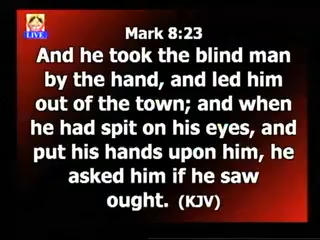 LIVE
Mark 8:23
And he took the blind man
by the hand, and led him
out of the town; and when
he had spit on his eyes, and
put his hands upon him, he
asked him if he saw
ought. (KJV)